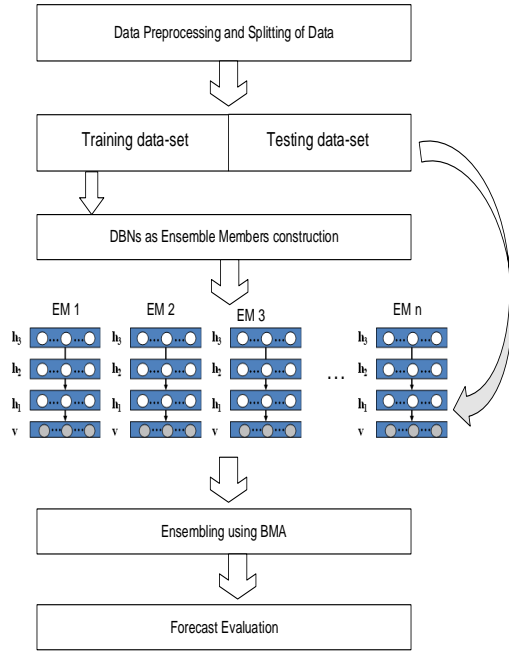 Data Preprocessing and Splitting of Data
Training data-set Testing data-set
DBNs as Ensemble Members construction
EM 1 EM 2 EM 3 EM n
h3 h3 h3 h3
h2 h2 h2 h2
...
h1 h1 h1 h1
v v v v
Ensembling using BMA
Forecast Evaluation